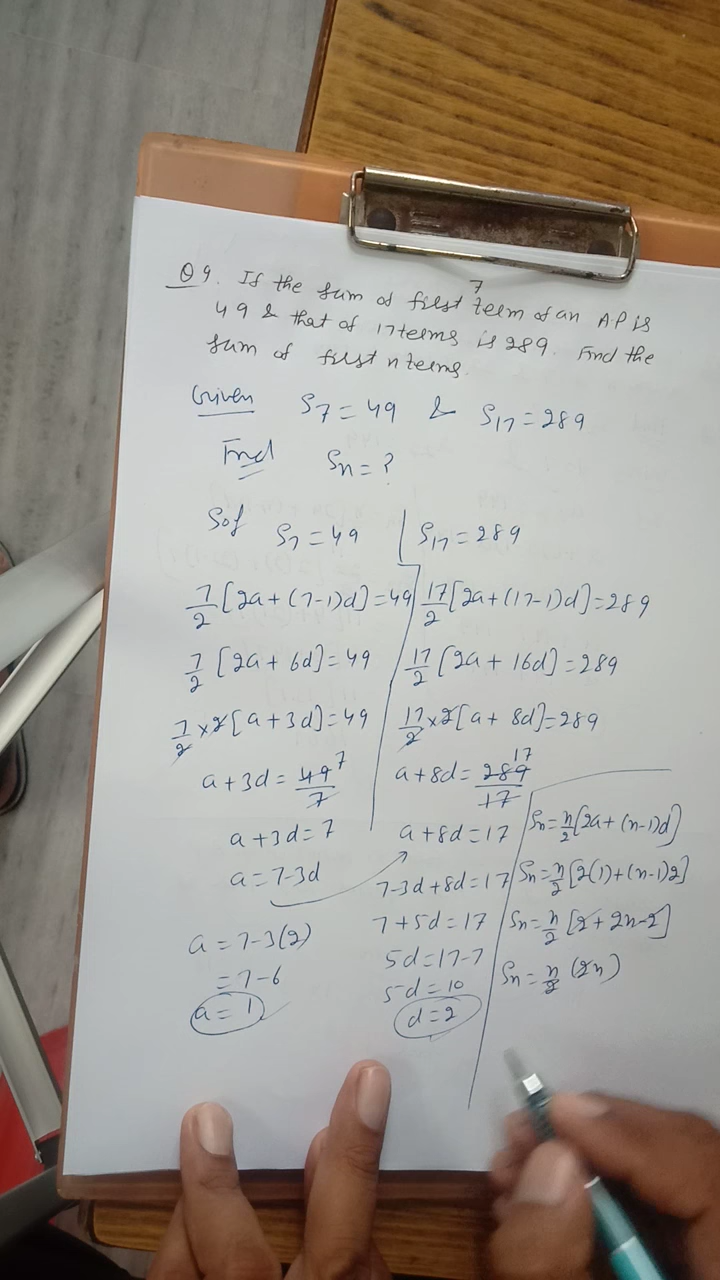 Q9. If the sum of first 7 term of an A.P is
49 & that of 17 terms is 289. Find the
sum of first n terms.
Given S₇ = 49 & S₁₇ = 289
Find Sₙ = ?
Sol S₇ = 49
7/2 [2a + (7-1)d] = 49
7/2 [2a + 6d] = 49
7/2 × 2 [a + 3d] = 49
a + 3d = 49/7 7
a + 3d = 7
a = 7 - 3d
a = 7 - 3(2)
= 7 - 6
a = 1
S₁₇ = 289
17/2 [2a + (17-1)d] = 289
17/2 [2a + 16d] = 289
17/2 × 2 [a + 8d] = 289
a + 8d = 289/17 17
a + 8d = 17
7 - 3d + 8d = 17
7 + 5d = 17
5d = 17 - 7
5d = 10
d = 2
Sₙ = n/2 [2a + (n-1)d]
Sₙ = n/2 [2(1) + (n-1)2]
Sₙ = n/2 [2 + 2n - 2]
Sₙ = n/2 (2n)